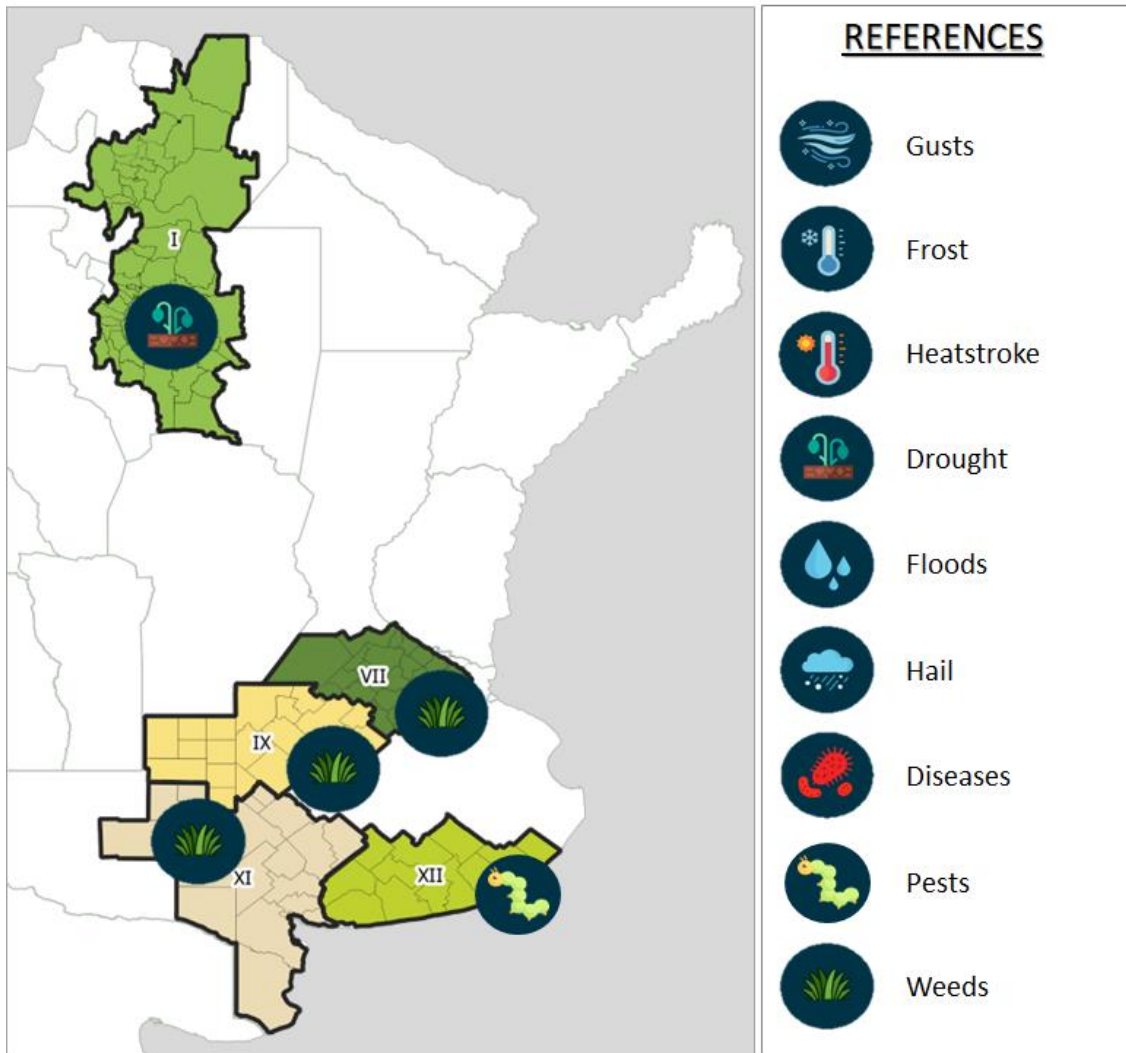 REFERENCES
Gusts
Frost
Heatstroke
Drought
Floods
Hail
Diseases
Pests
Weeds
I
VII
IX
XI
XII